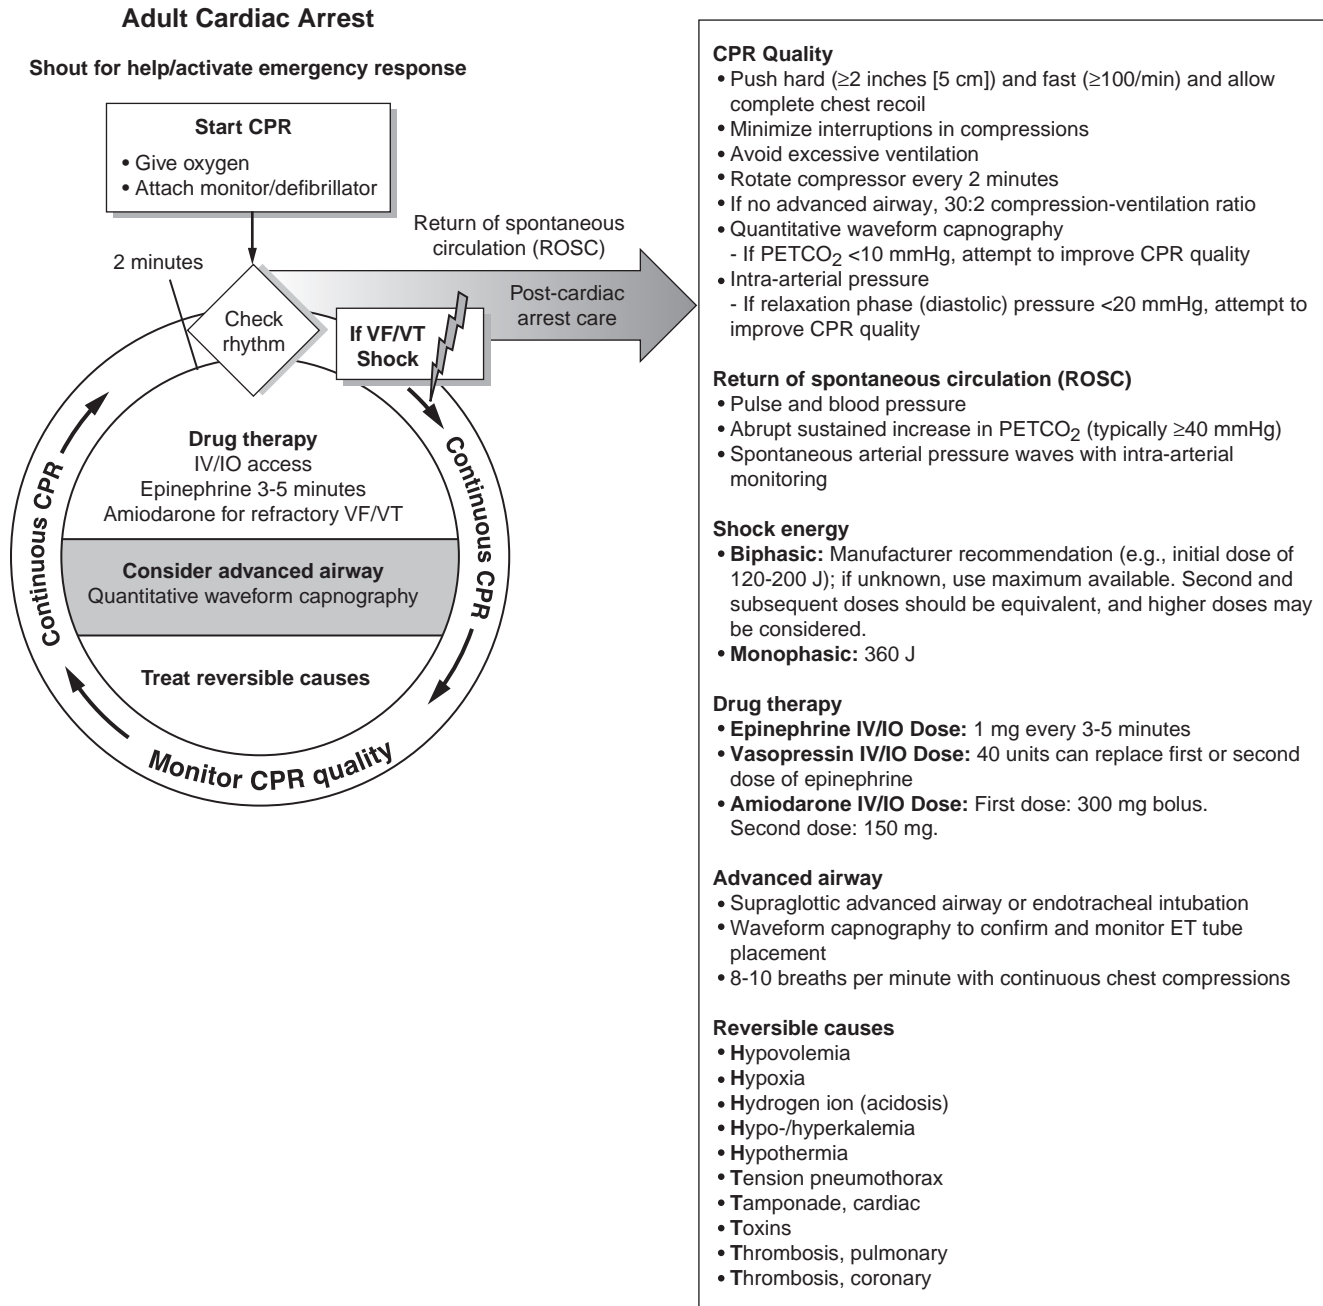 Adult Cardiac Arrest
Shout for help/activate emergency response
Start CPR
• Give oxygen
• Attach monitor/defibrillator
2 minutes
Check
rhythm
Return of spontaneous
circulation (ROSC)
Post-cardiac
arrest care
If VF/VT
Shock
Continuous CPR
Continuous CPR
Monitor CPR quality
Drug therapy
IV/IO access
Epinephrine 3-5 minutes
Amiodarone for refractory VF/VT
Consider advanced airway
Quantitative waveform capnography
Treat reversible causes
CPR Quality
• Push hard (≥2 inches [5 cm]) and fast (≥100/min) and allow
complete chest recoil
• Minimize interruptions in compressions
• Avoid excessive ventilation
• Rotate compressor every 2 minutes
• If no advanced airway, 30:2 compression-ventilation ratio
• Quantitative waveform capnography
- If PETCO2 <10 mmHg, attempt to improve CPR quality
• Intra-arterial pressure
- If relaxation phase (diastolic) pressure <20 mmHg, attempt to
improve CPR quality
Return of spontaneous circulation (ROSC)
• Pulse and blood pressure
• Abrupt sustained increase in PETCO2 (typically ≥40 mmHg)
• Spontaneous arterial pressure waves with intra-arterial
monitoring
Shock energy
• Biphasic: Manufacturer recommendation (e.g., initial dose of
120-200 J); if unknown, use maximum available. Second and
subsequent doses should be equivalent, and higher doses may
be considered.
• Monophasic: 360 J
Drug therapy
• Epinephrine IV/IO Dose: 1 mg every 3-5 minutes
• Vasopressin IV/IO Dose: 40 units can replace first or second
dose of epinephrine
• Amiodarone IV/IO Dose: First dose: 300 mg bolus.
Second dose: 150 mg.
Advanced airway
• Supraglottic advanced airway or endotracheal intubation
• Waveform capnography to confirm and monitor ET tube
placement
• 8-10 breaths per minute with continuous chest compressions
Reversible causes
• Hypovolemia
• Hypoxia
• Hydrogen ion (acidosis)
• Hypo-/hyperkalemia
• Hypothermia
• Tension pneumothorax
• Tamponade, cardiac
• Toxins
• Thrombosis, pulmonary
• Thrombosis, coronary